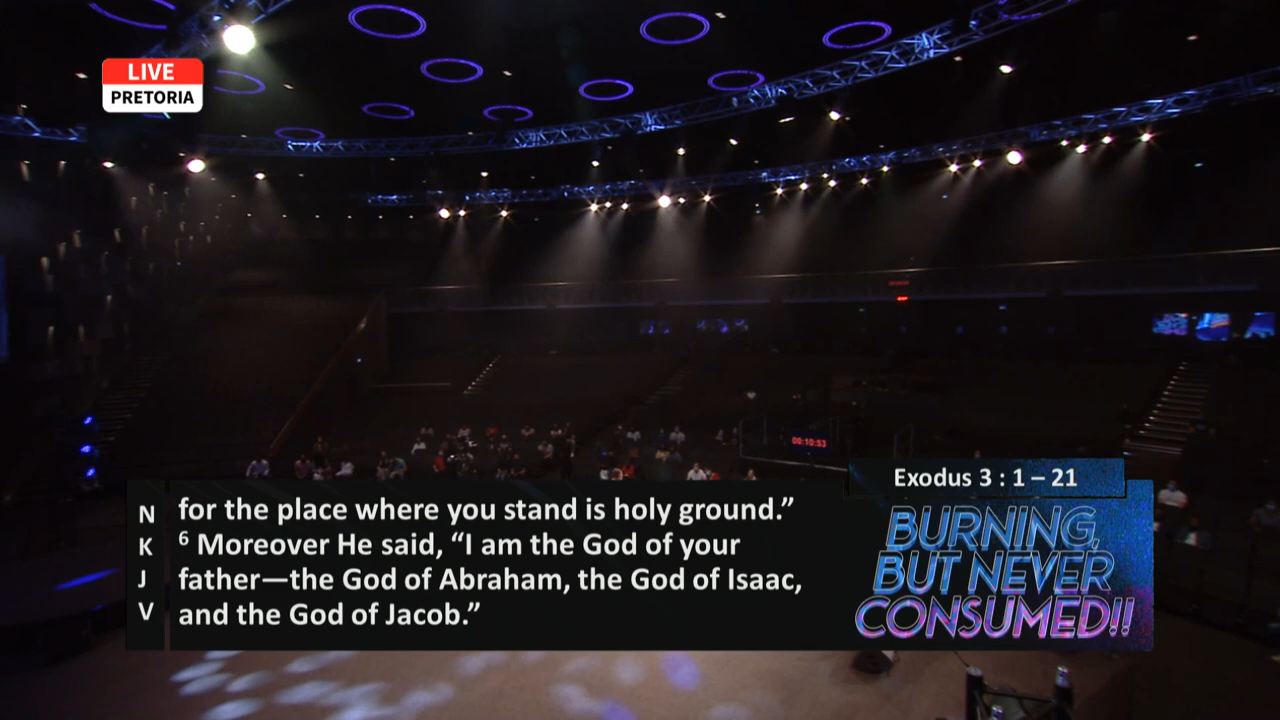 LIVE
PRETORIA
00:10:53
Exodus 3 : 1 – 21
N
K
J
V
for the place where you stand is holy ground.”
⁶ Moreover He said, “I am the God of your
father—the God of Abraham, the God of Isaac,
and the God of Jacob.”
BURNING,
BUT NEVER
CONSUMED!!